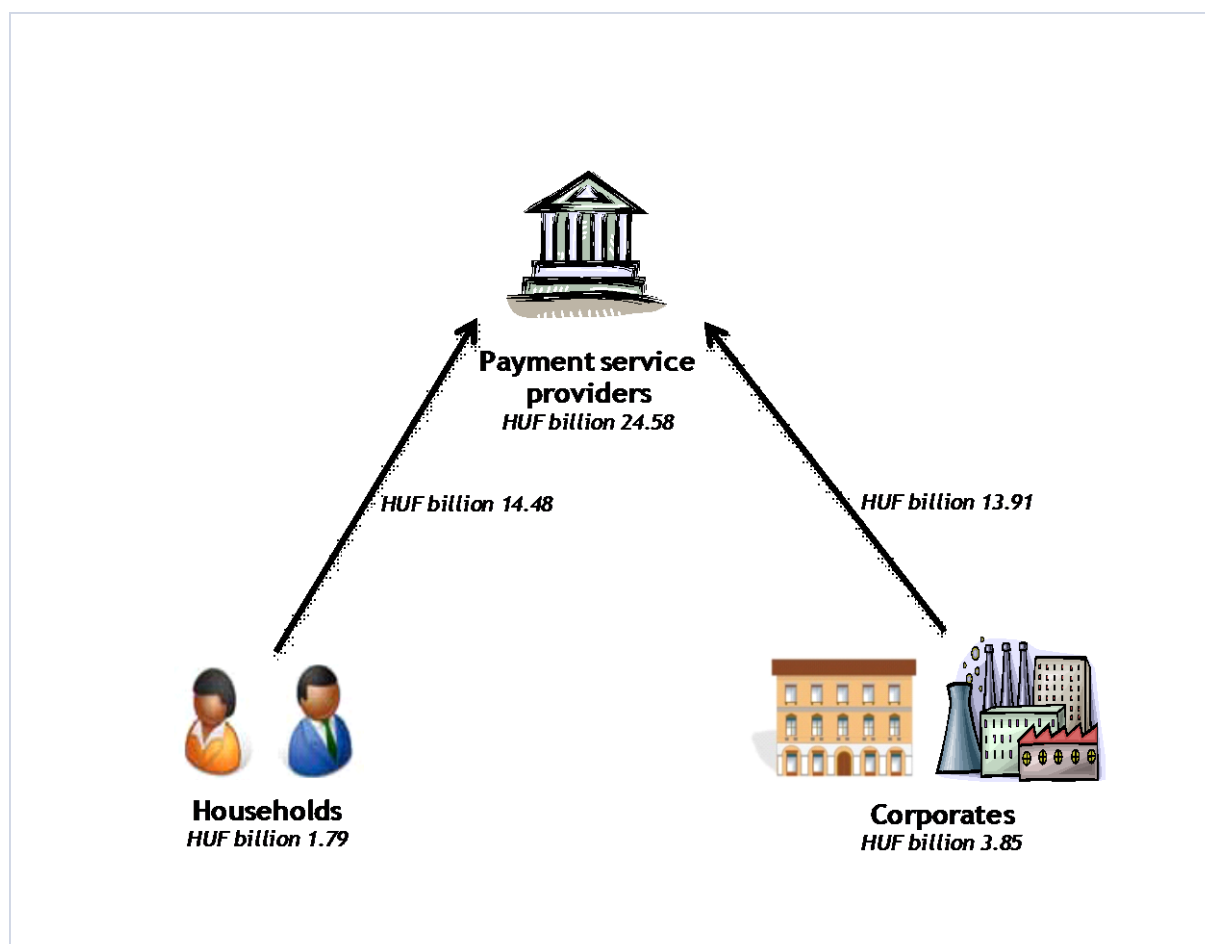 Payment service
providers
HUF billion 24.58
HUF billion 14.48
HUF billion 13.91
Households
HUF billion 1.79
Corporates
HUF billion 3.85